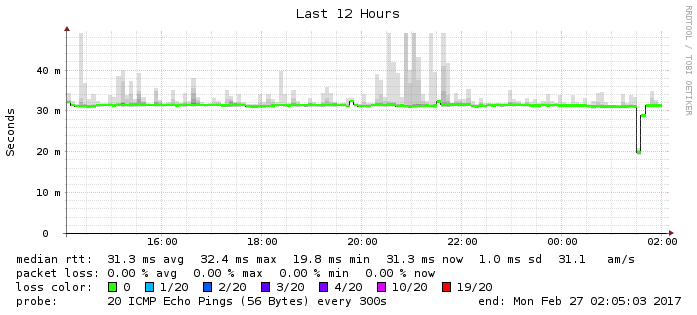 Last 12 Hours
RRDTOOL / TOBI OETIKER
Seconds
40 m
30 m
20 m
10 m
0
16:00 18:00 20:00 22:00 00:00 02:00
median rtt: 31.3 ms avg 32.4 ms max 19.8 ms min 31.3 ms now 1.0 ms sd 31.1 am/s
packet loss: 0.00 % avg 0.00 % max 0.00 % min 0.00 % now
loss color: 0 1/20 2/20 3/20 4/20 10/20 19/20
probe: 20 ICMP Echo Pings (56 Bytes) every 300s end: Mon Feb 27 02:05:03 2017